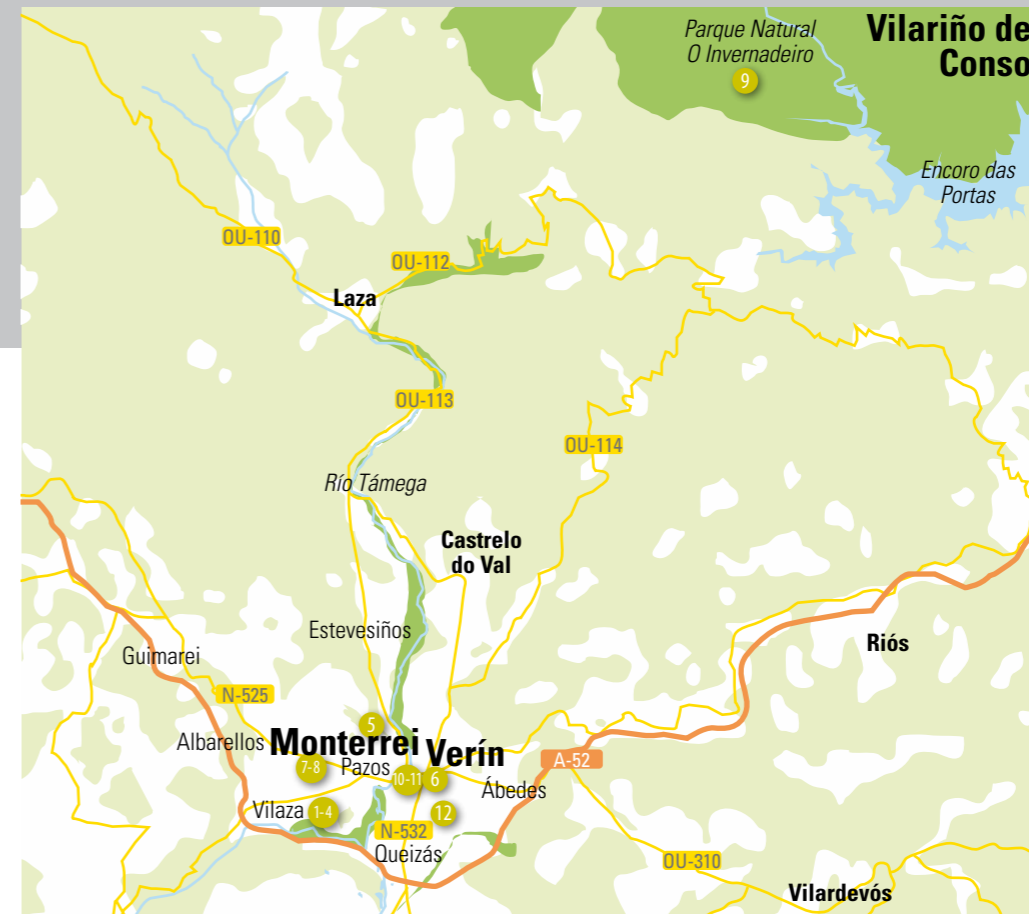 Parque Natural
O Invernadeiro
9
Vilariño de
Conso
Encoro das
Portas
OU-110
OU-112
Laza
OU-113
OU-114
Río Támega
Castrelo
do Val
Estevesiños
Guimarei
Riós
N-525
5
Albarellos
Monterrei
Verín
7-8
Pazos
10-11
6
A-52
Ábedes
Vilaza
1-4
12
N-532
Queizás
OU-310
Vilardevós